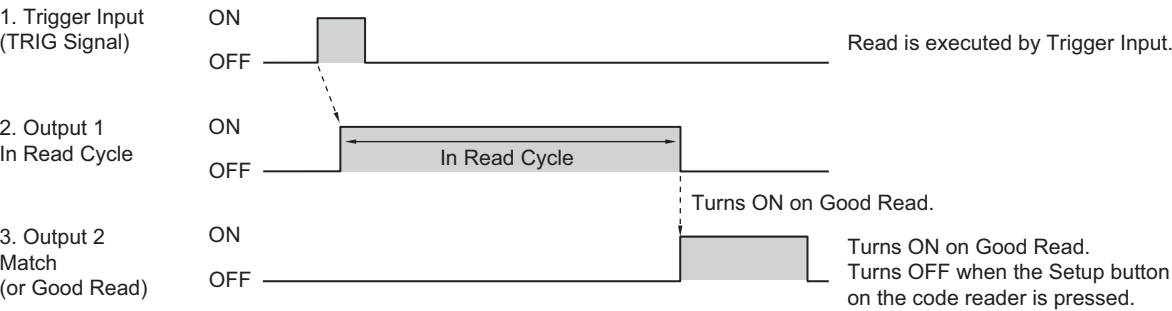 1. Trigger Input
(TRIG Signal)
ON
OFF
Read is executed by Trigger Input.
2. Output 1
In Read Cycle
ON
OFF
In Read Cycle
Turns ON on Good Read.
3. Output 2
Match
(or Good Read)
ON
OFF
Turns ON on Good Read.
Turns OFF when the Setup button
on the code reader is pressed.